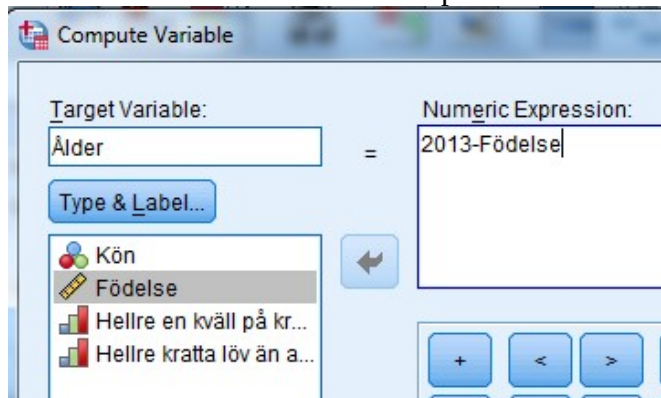 Compute Variable
Target Variable:
Ålder
=
Numeric Expression:
2013-Födelse
Type & Label...
Kön
Födelse
Hellre en kväll på kr...
Hellre kratta löv än a...
+ < >